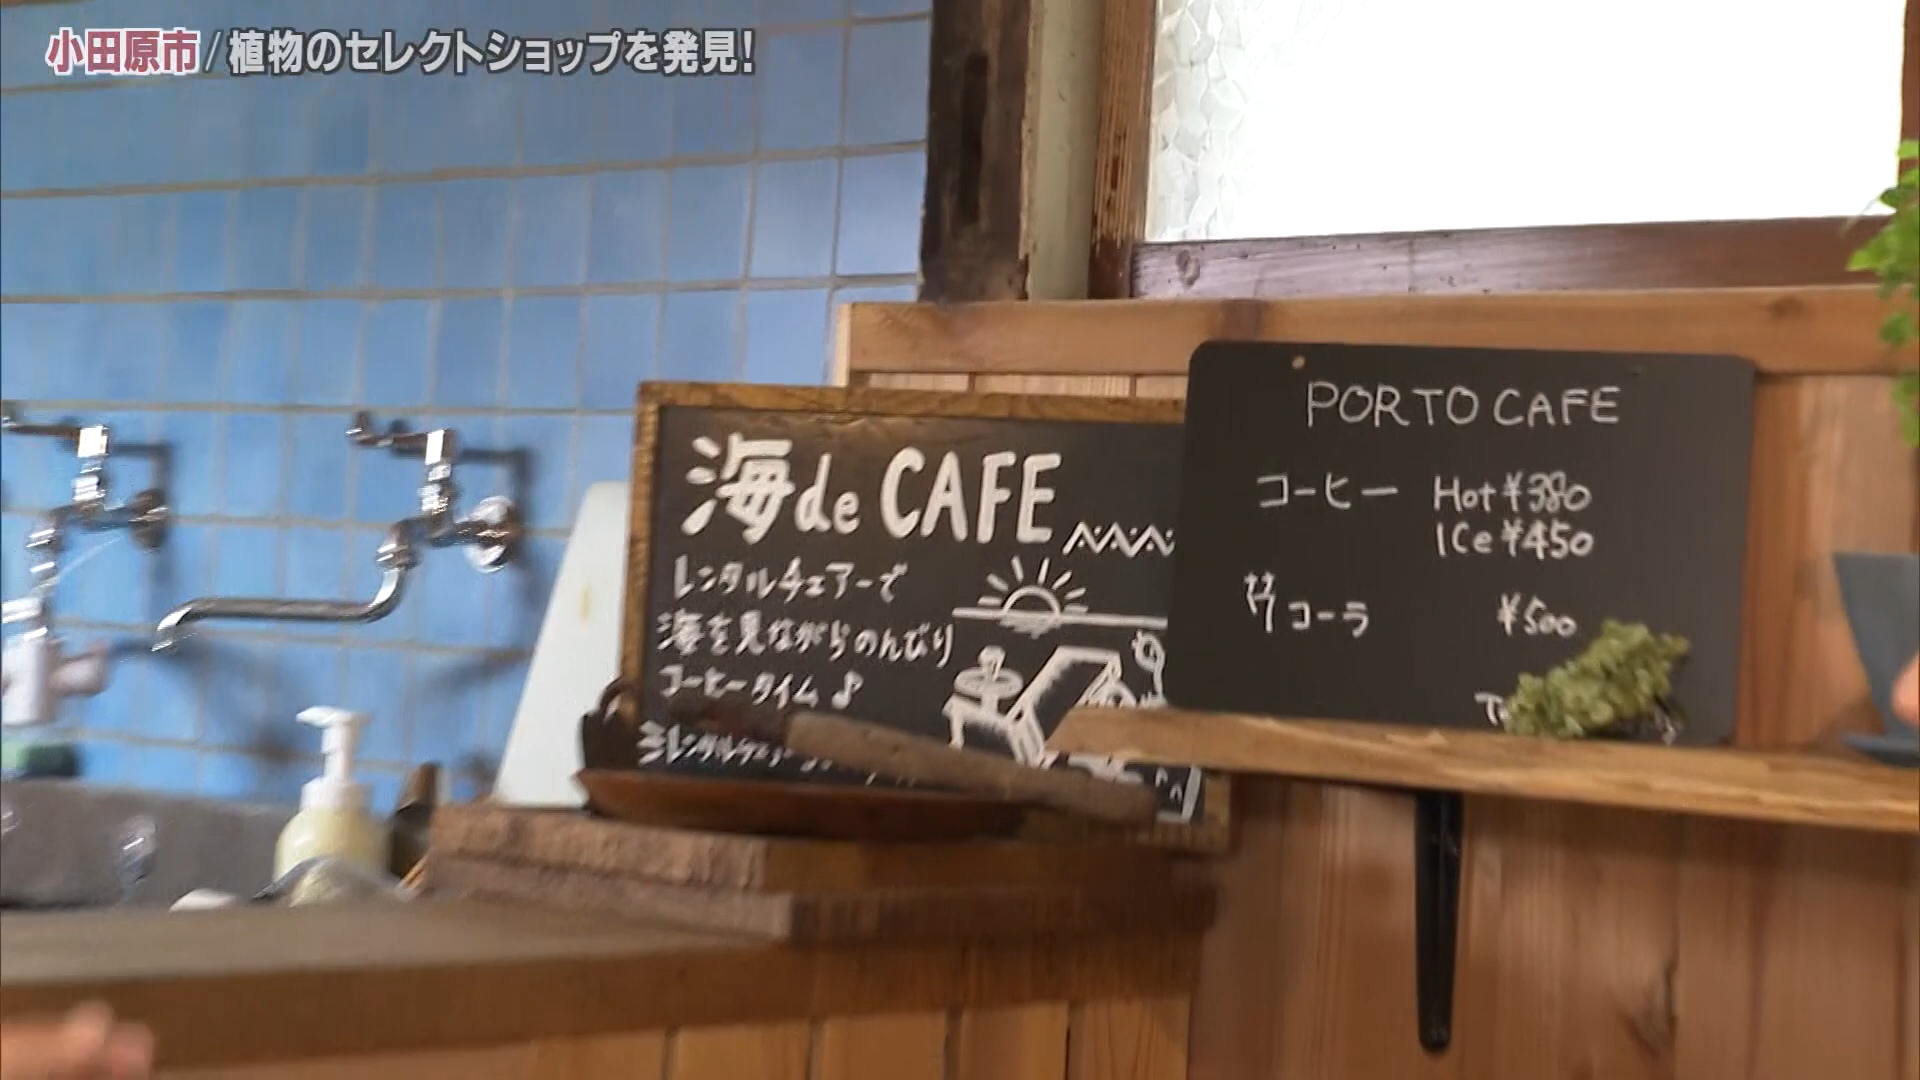 小田原市/植物のセレクトショップを発見!
海de CAFE
レンタルチェアーで
海を見ながらのんびり
コーヒータイム♪
PORTO CAFE
コーヒー Hot ¥380
ICe ¥450
コーラ ¥500